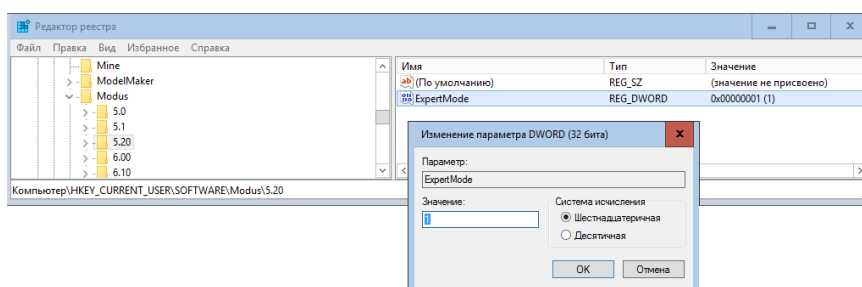 Редактор реестра
Файл Правка Вид Избранное Справка
Mine
ModelMaker
Modus
5.0
5.1
5.20
6.00
6.10
Имя Тип Значение
(По умолчанию) REG_SZ (значение не присвоено)
ExpertMode REG_DWORD 0x00000001 (1)
Компьютер\HKEY_CURRENT_USER\SOFTWARE\Modus\5.20
Изменение параметра DWORD (32 бита)
Параметр:
ExpertMode
Значение: Система исчисления
1
Шестнадцатеричная
Десятичная
OK Отмена